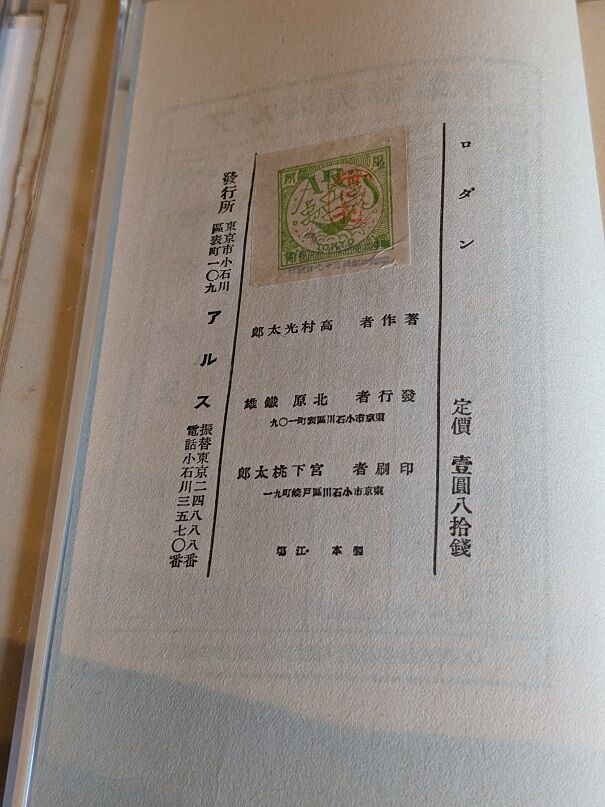 ロダン
定價 壹圓八拾錢
ARS
TOKYO
著作者 高村光太郎
發行者 北原鐵雄
東京市小石川區表町一〇九
印刷者 宮下桃太郎
東京市小石川區戸崎町九一
製本・江
發行所
東京市小石川
區表町一〇九
アルス
振替東京二四八八八番
電話小石川三五七〇番